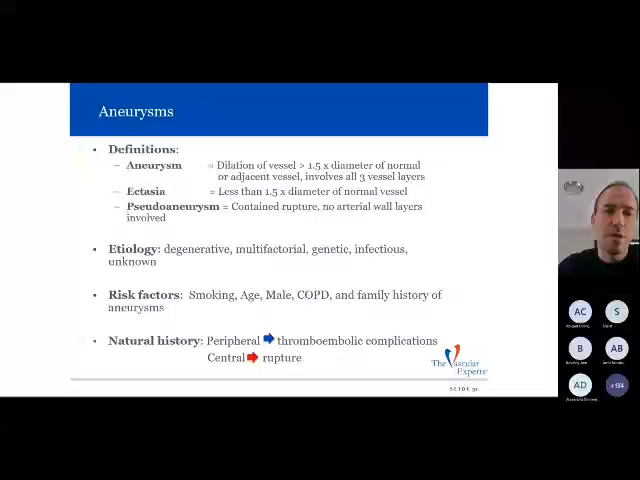 Aneurysms
• Definitions:
– Aneurysm = Dilation of vessel > 1.5 x diameter of normal
or adjacent vessel, involves all 3 vessel layers
– Ectasia = Less than 1.5 x diameter of normal vessel
– Pseudoaneurysm = Contained rupture, no arterial wall layers
involved
• Etiology: degenerative, multifactorial, genetic, infectious,
unknown
• Risk factors: Smoking, Age, Male, COPD, and family history of
aneurysms
• Natural history: Peripheral thromboembolic complications
Central rupture
The Vascular
Experts
SLIDE
AC
S
B
AB
AD
+134